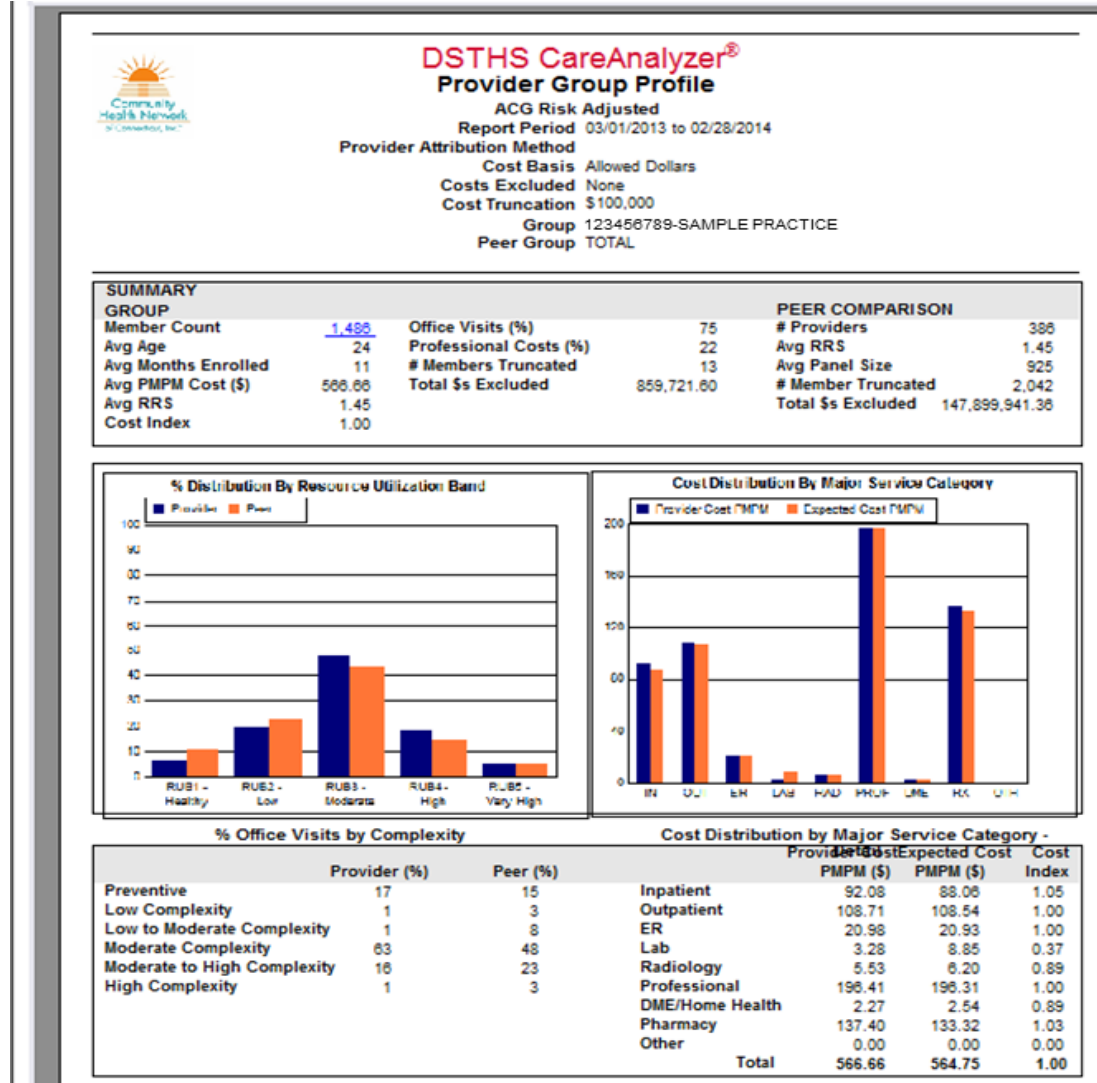 Community
Health Network
of Connecticut, Inc.
DSTHS CareAnalyzer®
Provider Group Profile
ACG Risk Adjusted
Report Period 03/01/2013 to 02/28/2014
Provider Attribution Method
Cost Basis Allowed Dollars
Costs Excluded None
Cost Truncation $100,000
Group 123456789-SAMPLE PRACTICE
Peer Group TOTAL
SUMMARY
GROUP PEER COMPARISON
Member Count 1,486 Office Visits (%) 75 # Providers 386
Avg Age 24 Professional Costs (%) 22 Avg RRS 1.45
Avg Months Enrolled 11 # Members Truncated 13 Avg Panel Size 925
Avg PMPM Cost ($) 566.66 Total $s Excluded 859,721.60 # Member Truncated 2,042
Avg RRS 1.45 Total $s Excluded 147,899,941.36
Cost Index 1.00
% Distribution By Resource Utilization Band
Provider Peer
100
90
80
70
60
50
40
30
20
10
0
RUB1 - Healthy
RUB2 - Low
RUB3 - Moderate
RUB4 - High
RUB5 - Very High
Cost Distribution By Major Service Category
Provider Cost PMPM Expected Cost PMPM
200
160
120
80
40
0
IN OUT ER LAB RAD PROF DME RX OTR
% Office Visits by Complexity
Provider (%) Peer (%)
Preventive 17 15
Low Complexity 1 3
Low to Moderate Complexity 1 8
Moderate Complexity 63 48
Moderate to High Complexity 16 23
High Complexity 1 3
Cost Distribution by Major Service Category -
Detail
Provider Cost Expected Cost Cost
PMPM ($) PMPM ($) Index
Inpatient 92.08 88.06 1.05
Outpatient 108.71 108.54 1.00
ER 20.98 20.93 1.00
Lab 3.28 8.85 0.37
Radiology 5.53 6.20 0.89
Professional 196.41 196.31 1.00
DME/Home Health 2.27 2.54 0.89
Pharmacy 137.40 133.32 1.03
Other 0.00 0.00 0.00
Total 566.66 564.75 1.00